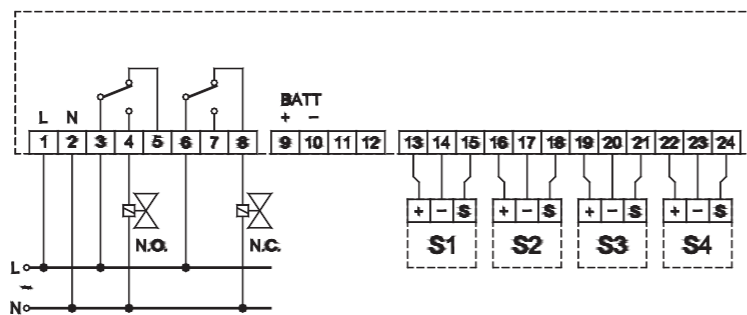 BATT
L N + −
1 2 3 4 5 6 7 8 9 10 11 12 13 14 15 16 17 18 19 20 21 22 23 24
+ − S + − S + − S + − S
N.O. N.C. S1 S2 S3 S4
L
~
N